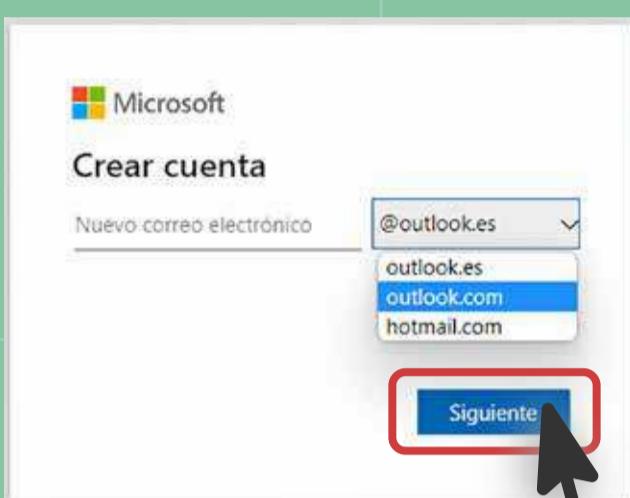 Microsoft
Crear cuenta
Nuevo correo electrónico @outlook.es
outlook.es
outlook.com
hotmail.com
Siguiente